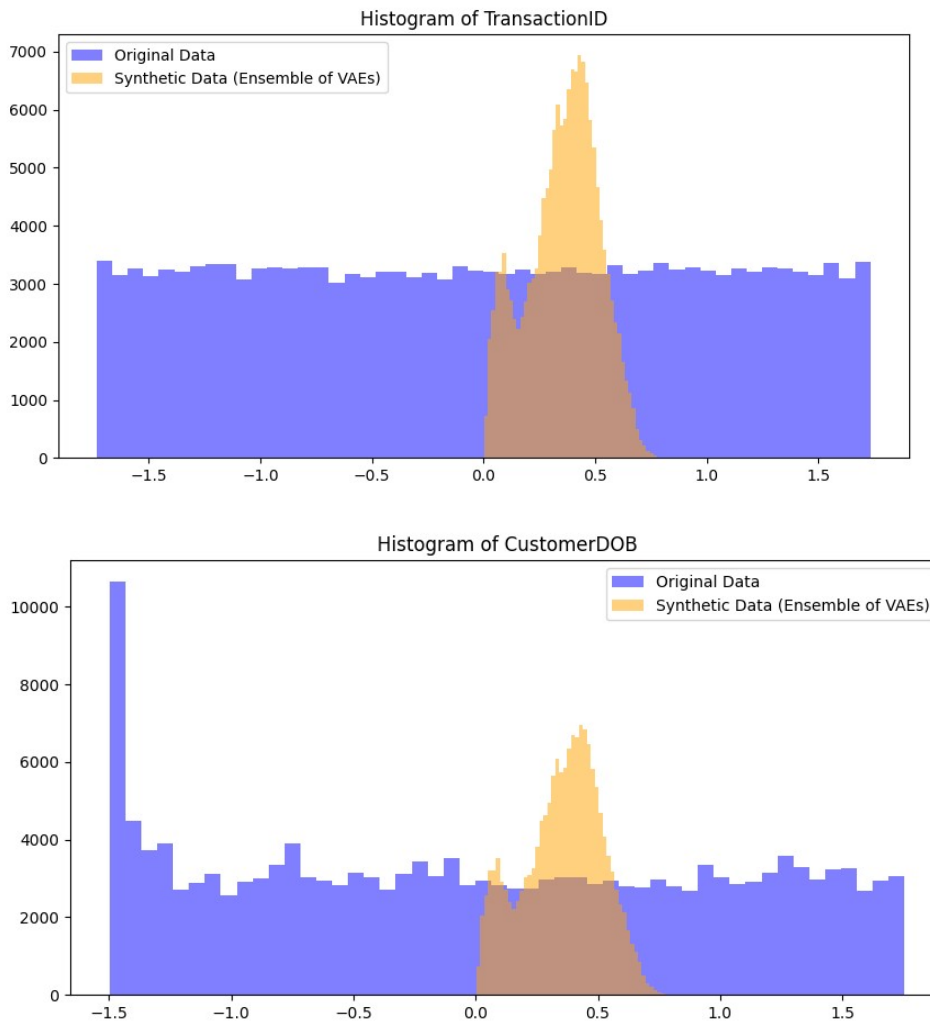 Histogram of TransactionID
Original Data
Synthetic Data (Ensemble of VAEs)
7000
6000
5000
4000
3000
2000
1000
0
−1.5 −1.0 −0.5 0.0 0.5 1.0 1.5
Histogram of CustomerDOB
Original Data
Synthetic Data (Ensemble of VAEs)
10000
8000
6000
4000
2000
0
−1.5 −1.0 −0.5 0.0 0.5 1.0 1.5